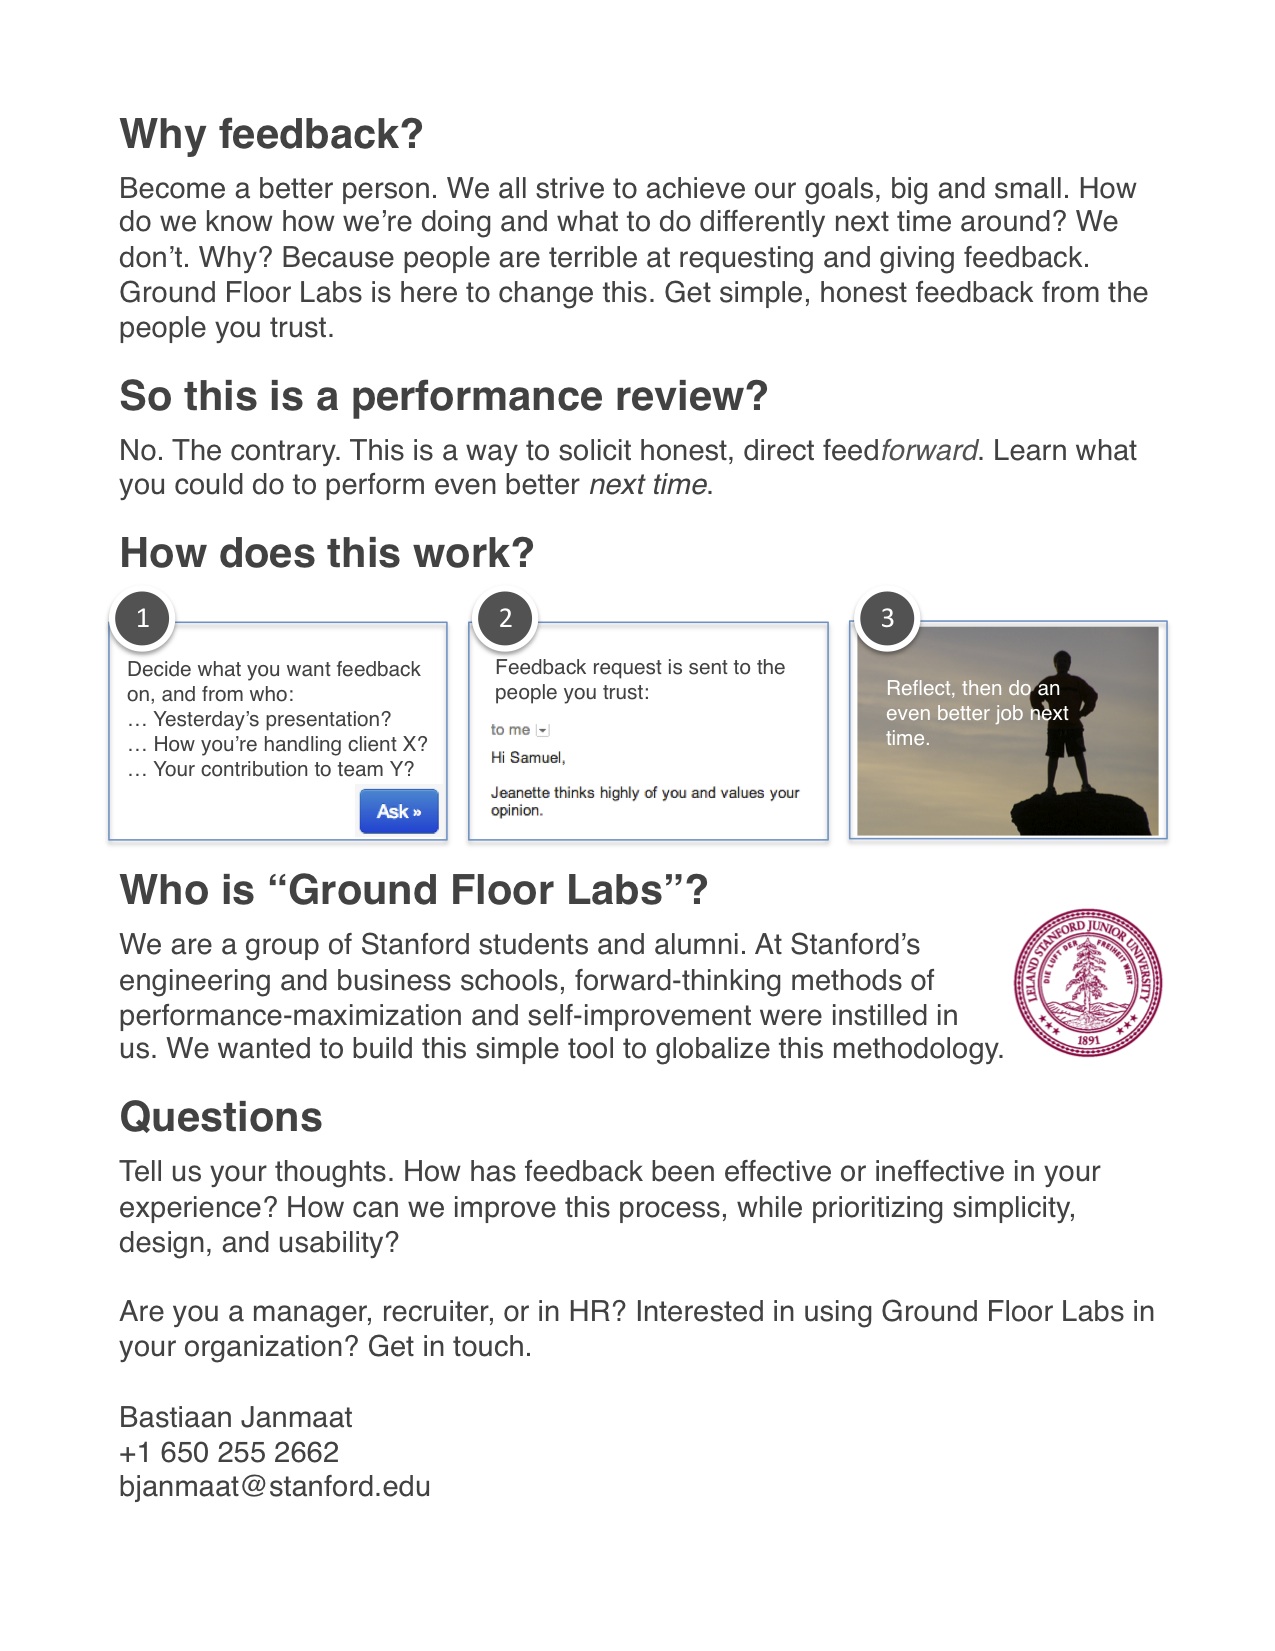 Why feedback?
Become a better person. We all strive to achieve our goals, big and small. How
do we know how we’re doing and what to do differently next time around? We
don’t. Why? Because people are terrible at requesting and giving feedback.
Ground Floor Labs is here to change this. Get simple, honest feedback from the
people you trust.
So this is a performance review?
No. The contrary. This is a way to solicit honest, direct feedforward. Learn what
you could do to perform even better next time.
How does this work?
1
Decide what you want feedback
on, and from who:
… Yesterday’s presentation?
… How you’re handling client X?
… Your contribution to team Y?
Ask »
2
Feedback request is sent to the
people you trust:
to me
Hi Samuel,
Jeanette thinks highly of you and values your
opinion.
3
Reflect, then do an
even better job next
time.
Who is “Ground Floor Labs”?
We are a group of Stanford students and alumni. At Stanford’s
engineering and business schools, forward-thinking methods of
performance-maximization and self-improvement were instilled in
us. We wanted to build this simple tool to globalize this methodology.
LELAND STANFORD JUNIOR UNIVERSITY
DIE LUFT DER FREIHEIT WEHT
1891
Questions
Tell us your thoughts. How has feedback been effective or ineffective in your
experience? How can we improve this process, while prioritizing simplicity,
design, and usability?
Are you a manager, recruiter, or in HR? Interested in using Ground Floor Labs in
your organization? Get in touch.
Bastiaan Janmaat
+1 650 255 2662
bjanmaat@stanford.edu